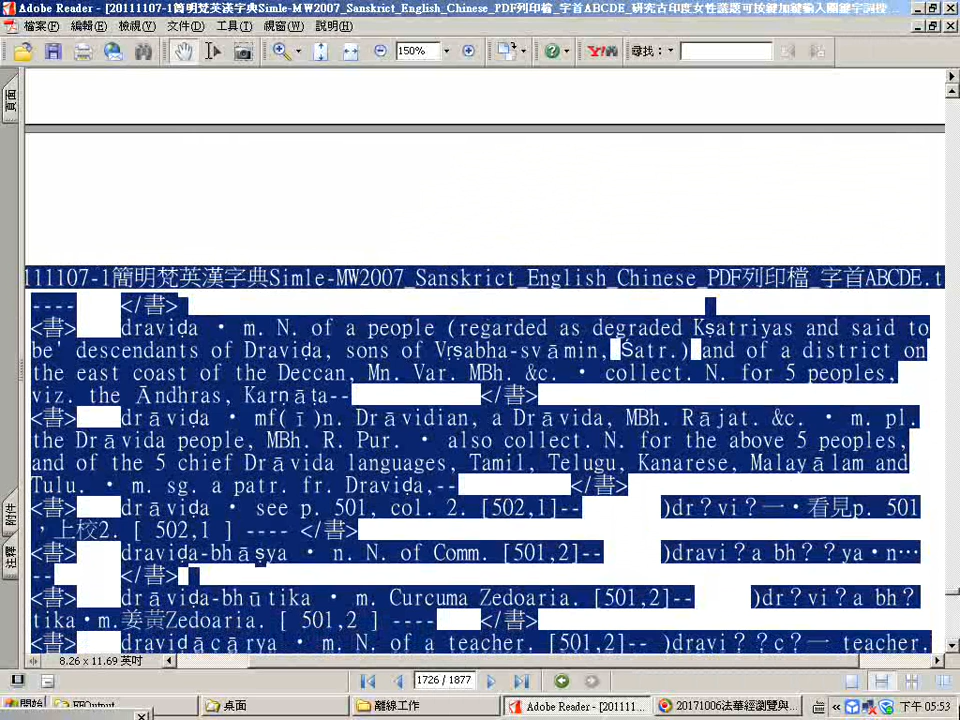 Adobe Reader - [20111107-1簡明梵英漢字典Simle-MW2007_Sanskrict_English_Chinese_PDF列印檔_字首ABCDE_研究古印度女性議題可按鍵加鍵輸入關鍵字詞搜...
檔案(F) 編輯(E) 檢視(V) 文件(D) 工具(T) 視窗(W) 說明(H)
150% Y! 尋找:
頁面
附件
註釋
111107-1簡明梵英漢字典Simle-MW2007_Sanskrict_English_Chinese_PDF列印檔_字首ABCDE.t
---- </書>
<書> draviḍa • m. N. of a people (regarded as degraded Kṣatriyas and said to
be' descendants of Draviḍa, sons of Vṛṣabha-svāmin, Śatr.) and of a district on
the east coast of the Deccan, Mn. Var. MBh. &c. • collect. N. for 5 peoples,
viz. the Āndhras, Karṇāṭa-- </書>
<書> drāviḍa • mf(ī)n. Drāvidian, a Drāviḍa, MBh. Rājat. &c. • m. pl.
the Drāvida people, MBh. R. Pur. • also collect. N. for the above 5 peoples,
and of the 5 chief Drāvida languages, Tamil, Telugu, Kanarese, Malayālam and
Tulu. • m. sg. a patr. fr. Draviḍa,-- </書>
<書> drāviḍa • see p. 501, col. 2. [502,1]-- )dr?vi?一•看見p. 501
，上校2. [ 502,1 ] ---- </書>
<書> draviḍa-bhāṣya • n. N. of Comm. [501,2]-- )dravi?a bh??ya•n…
-- </書>
<書> drāviḍa-bhūtika • m. Curcuma Zedoaria. [501,2]-- )dr?vi?a bh?
tika•m.姜黃Zedoaria. [ 501,2 ] ---- </書>
<書> draviḍācārya • m. N. of a teacher. [501,2]-- )dravi??c?一 teacher.
8.26 x 11.69 英吋
1726 / 1877
開始 FFOutput 桌面 離線工作 Adobe Reader - [201111... 20171006法華經瀏覽與... 下午 05:53